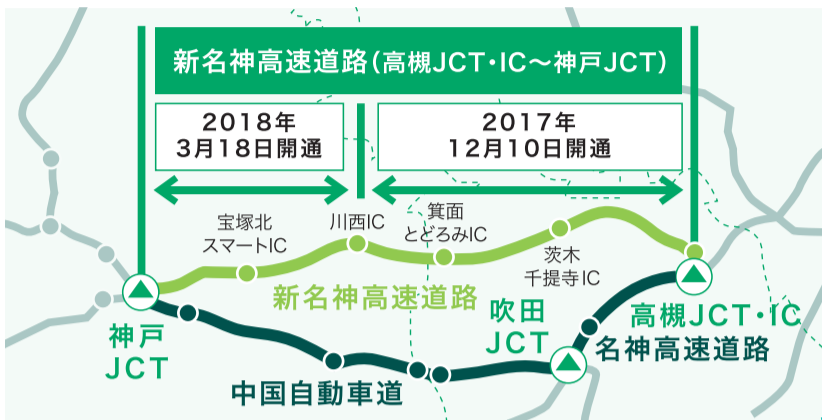 新名神高速道路（高槻JCT・IC〜神戸JCT）
2018年
3月18日開通
2017年
12月10日開通
宝塚北
スマートIC
川西IC
箕面
とどろみIC
茨木
千提寺IC
新名神高速道路
神戸
JCT
吹田
JCT
高槻JCT・IC
名神高速道路
中国自動車道